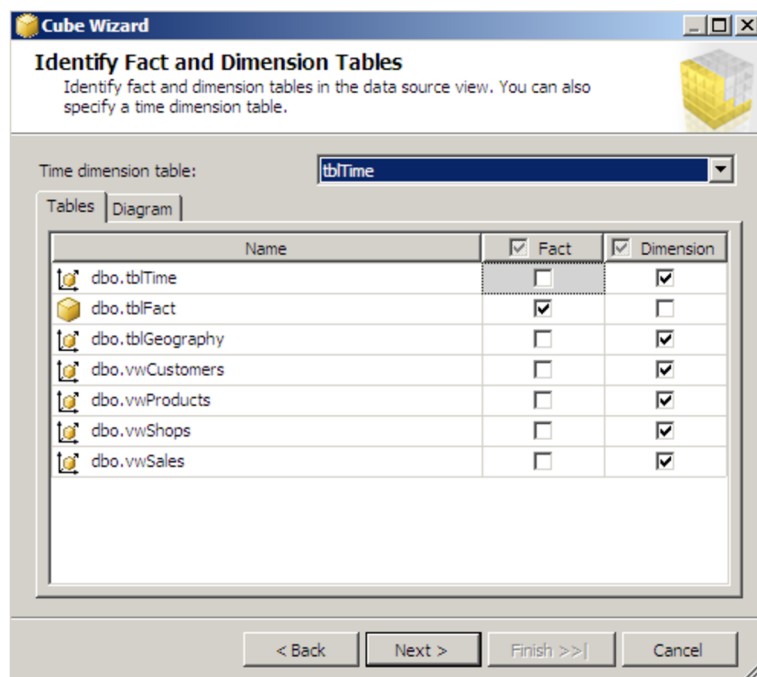 Cube Wizard
Identify Fact and Dimension Tables
Identify fact and dimension tables in the data source view. You can also
specify a time dimension table.
Time dimension table: tblTime
Tables Diagram
Name Fact Dimension
dbo.tblTime
dbo.tblFact
dbo.tblGeography
dbo.vwCustomers
dbo.vwProducts
dbo.vwShops
dbo.vwSales
< Back Next > Finish >>| Cancel